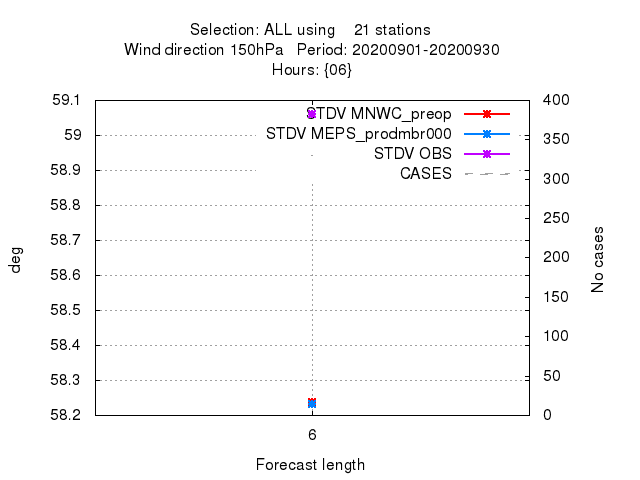 Selection: ALL using 21 stations
Wind direction 150hPa Period: 20200901-20200930
Hours: {06}
59.1
59
58.9
58.8
58.7
58.6
58.5
58.4
58.3
58.2
deg
STDV MNWC_preop
STDV MEPS_prodmbr000
STDV OBS
CASES
400
350
300
250
200
150
100
50
0
No cases
6
Forecast length